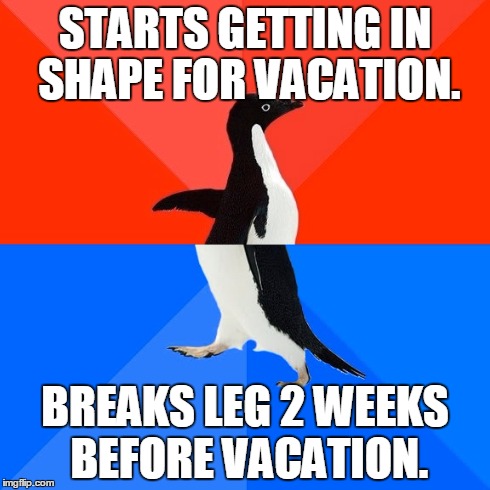 STARTS GETTING IN
SHAPE FOR VACATION.
BREAKS LEG 2 WEEKS
BEFORE VACATION.
imgflip.com